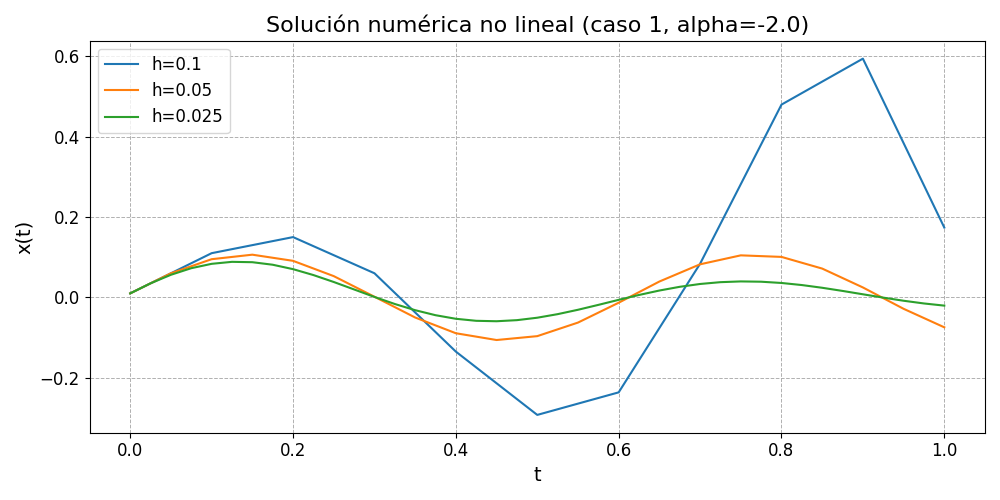 Solución numérica no lineal (caso 1, alpha=-2.0)
h=0.1
h=0.05
h=0.025
x(t)
0.6
0.4
0.2
0.0
−0.2
0.0 0.2 0.4 0.6 0.8 1.0
t